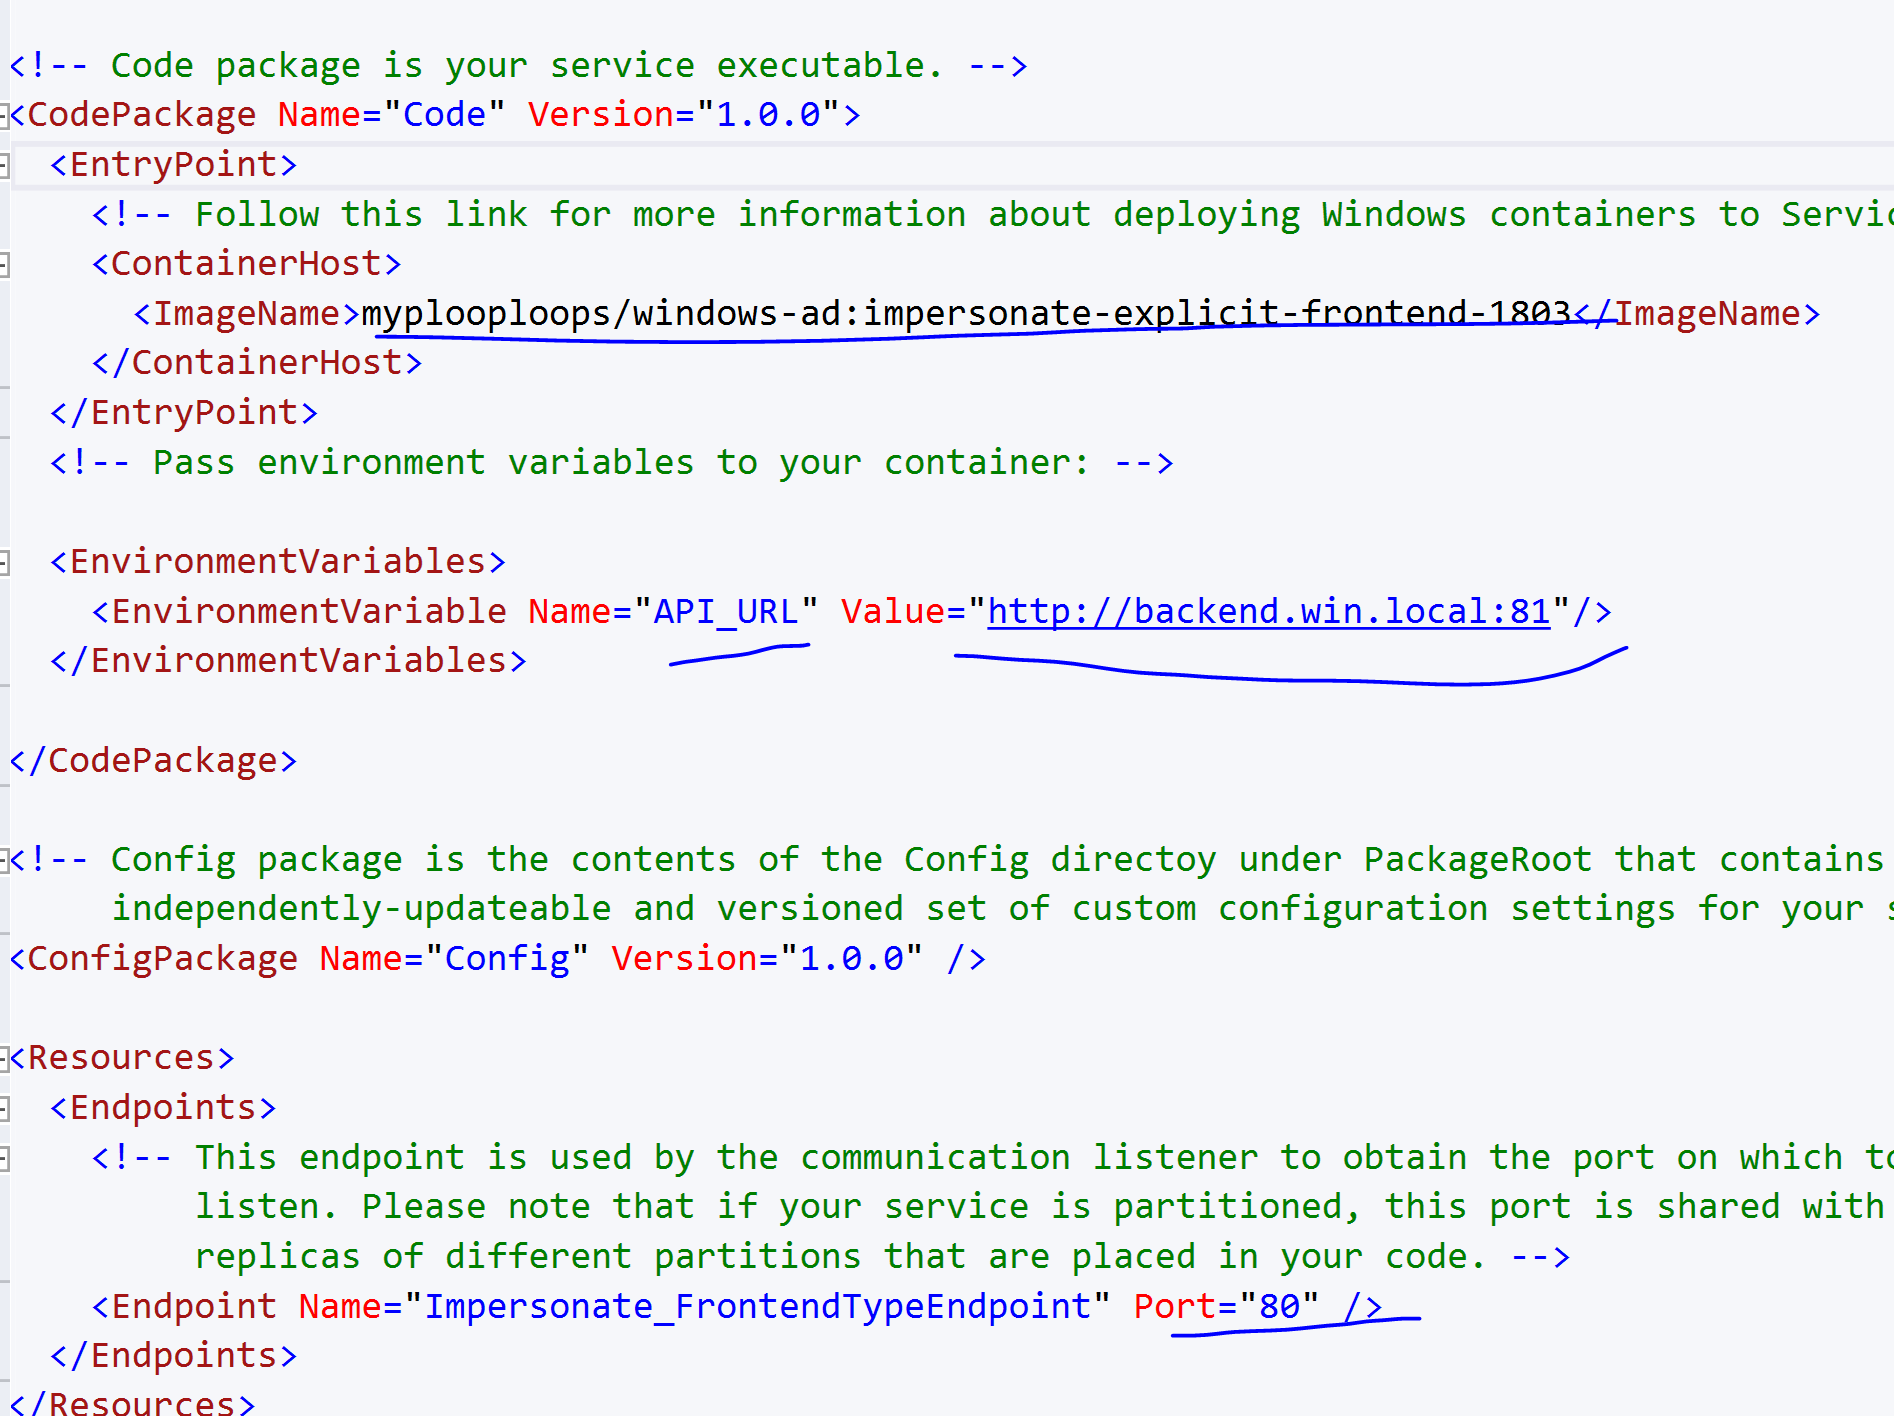 <!-- Code package is your service executable. -->
<CodePackage Name="Code" Version="1.0.0">
<EntryPoint>
<!-- Follow this link for more information about deploying Windows containers to Servic
<ContainerHost>
<ImageName>myplooploops/windows-ad:impersonate-explicit-frontend-1803</ImageName>
</ContainerHost>
</EntryPoint>
<!-- Pass environment variables to your container: -->
<EnvironmentVariables>
<EnvironmentVariable Name="API_URL" Value="http://backend.win.local:81"/>
</EnvironmentVariables>
</CodePackage>
<!-- Config package is the contents of the Config directoy under PackageRoot that contains
independently-updateable and versioned set of custom configuration settings for your s
<ConfigPackage Name="Config" Version="1.0.0" />
<Resources>
<Endpoints>
<!-- This endpoint is used by the communication listener to obtain the port on which to
listen. Please note that if your service is partitioned, this port is shared with
replicas of different partitions that are placed in your code. -->
<Endpoint Name="Impersonate_FrontendTypeEndpoint" Port="80" />
</Endpoints>
</Resources>